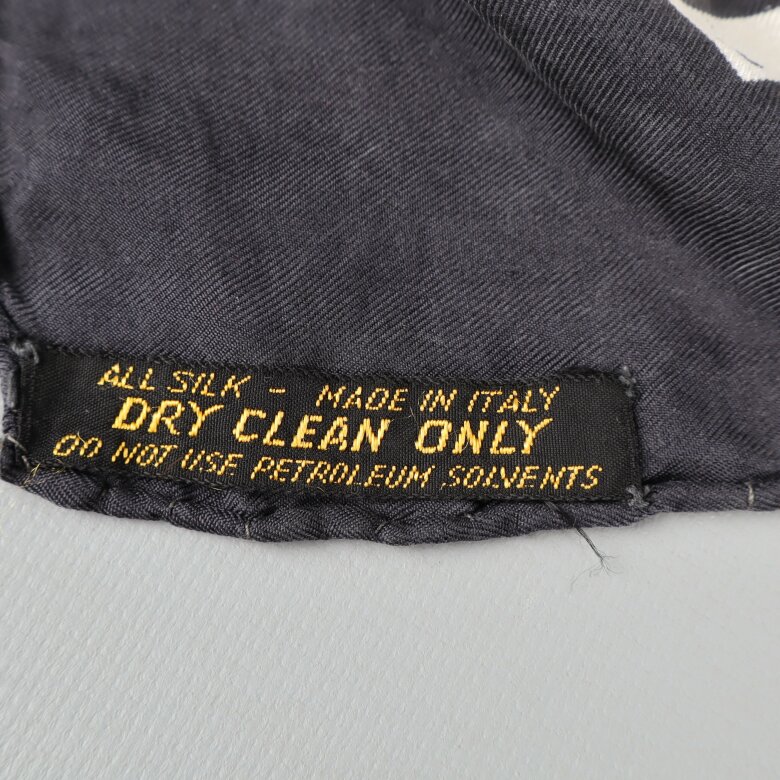 ALL SILK - MADE IN ITALY
DRY CLEAN ONLY
DO NOT USE PETROLEUM SOLVENTS